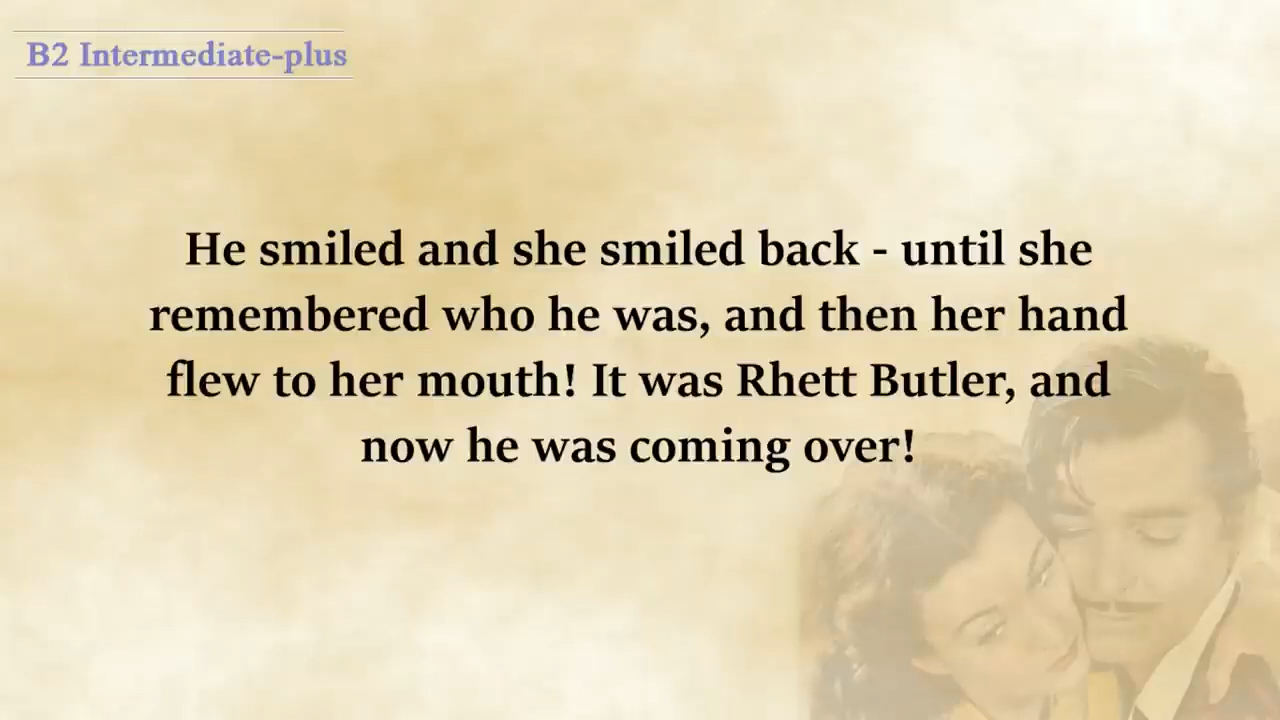 B2 Intermediate-plus
He smiled and she smiled back - until she
remembered who he was, and then her hand
flew to her mouth! It was Rhett Butler, and
now he was coming over!